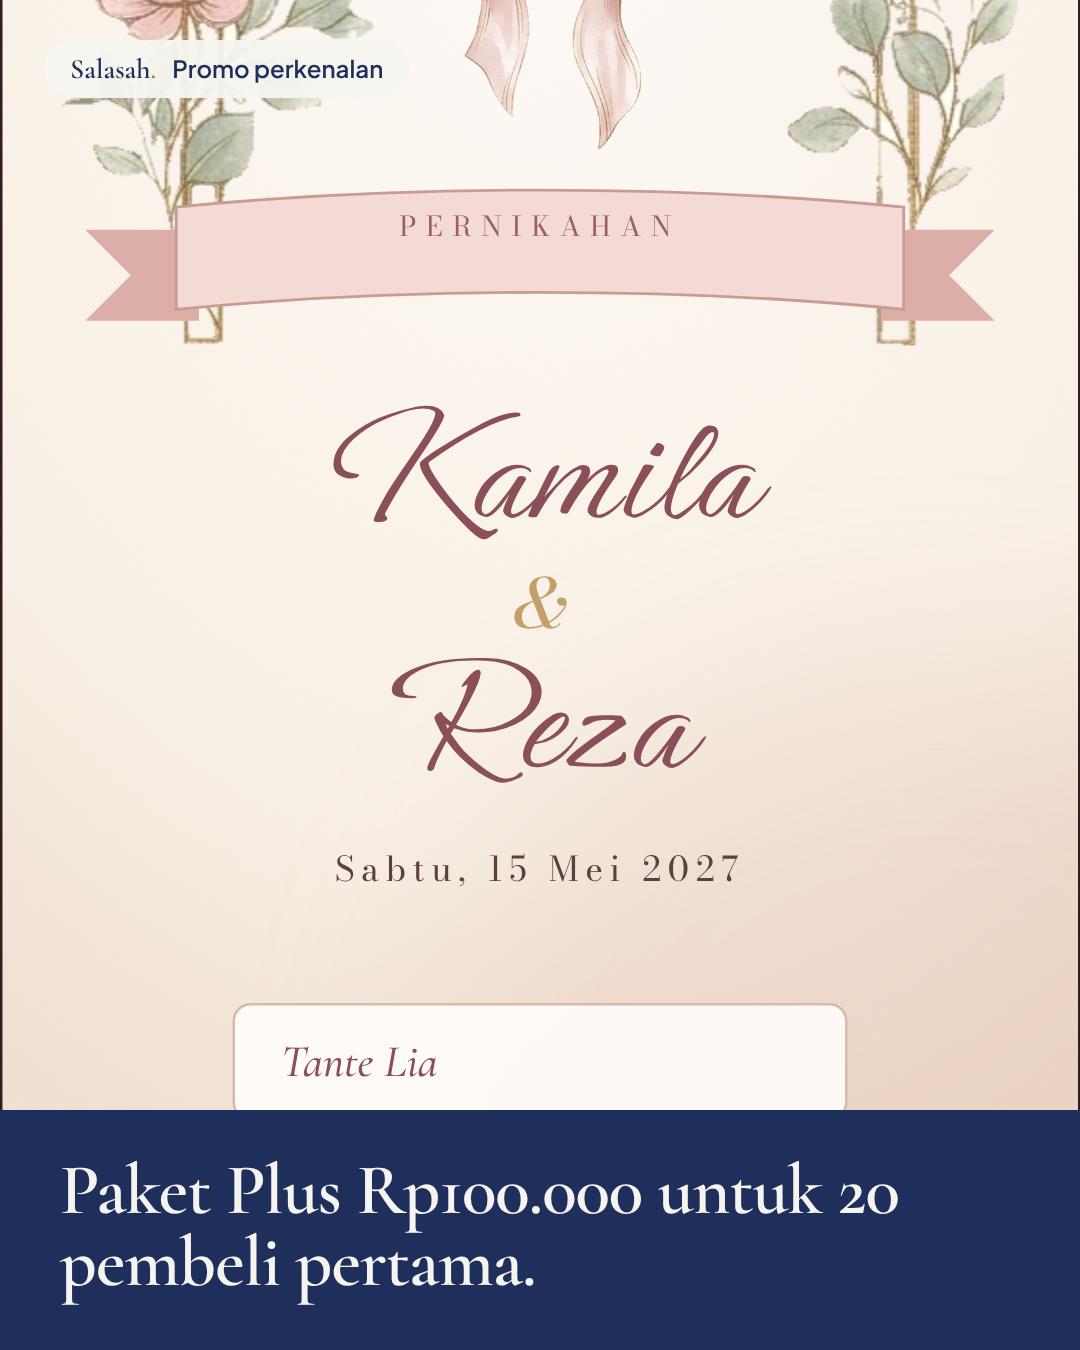 Salasah. Promo perkenalan
PERNIKAHAN
Kamila
&
Reza
Sabtu, 15 Mei 2027
Tante Lia
Paket Plus Rp100.000 untuk 20
pembeli pertama.